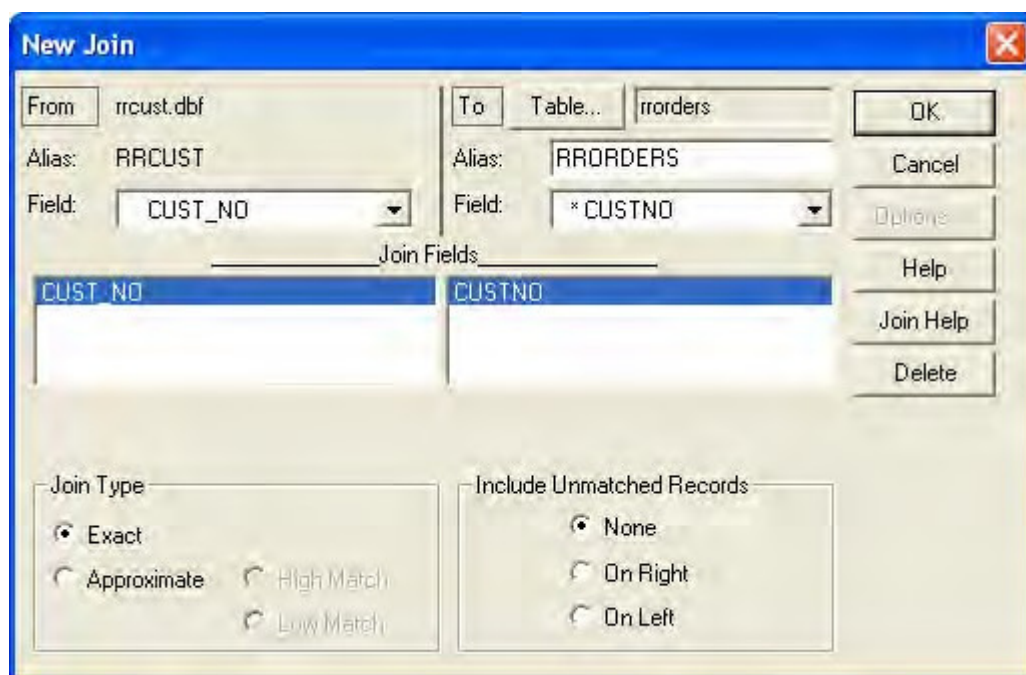 New Join
From rrcust.dbf To Table... rrorders OK
Alias: RRCUST Alias: RRORDERS Cancel
Field: CUST_NO Field: * CUSTNO Options...
Join Fields Help
CUST_NO CUSTNO
Join Help
Delete
Join Type Include Unmatched Records
Exact None
Approximate High Match On Right
Low Match On Left